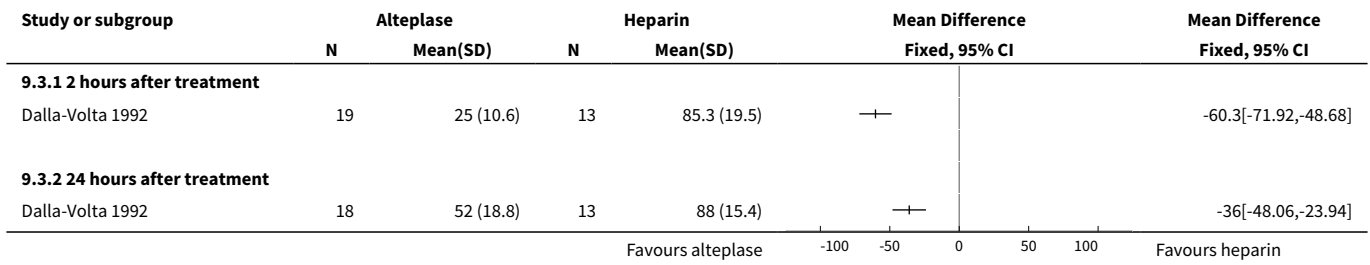 Study or subgroup Alteplase Heparin Mean Difference Mean Difference
N Mean(SD) N Mean(SD) Fixed, 95% CI Fixed, 95% CI
9.3.1 2 hours after treatment
Dalla-Volta 1992 19 25 (10.6) 13 85.3 (19.5) -60.3[-71.92,-48.68]
9.3.2 24 hours after treatment
Dalla-Volta 1992 18 52 (18.8) 13 88 (15.4) -36[-48.06,-23.94]
Favours alteplase -100 -50 0 50 100 Favours heparin